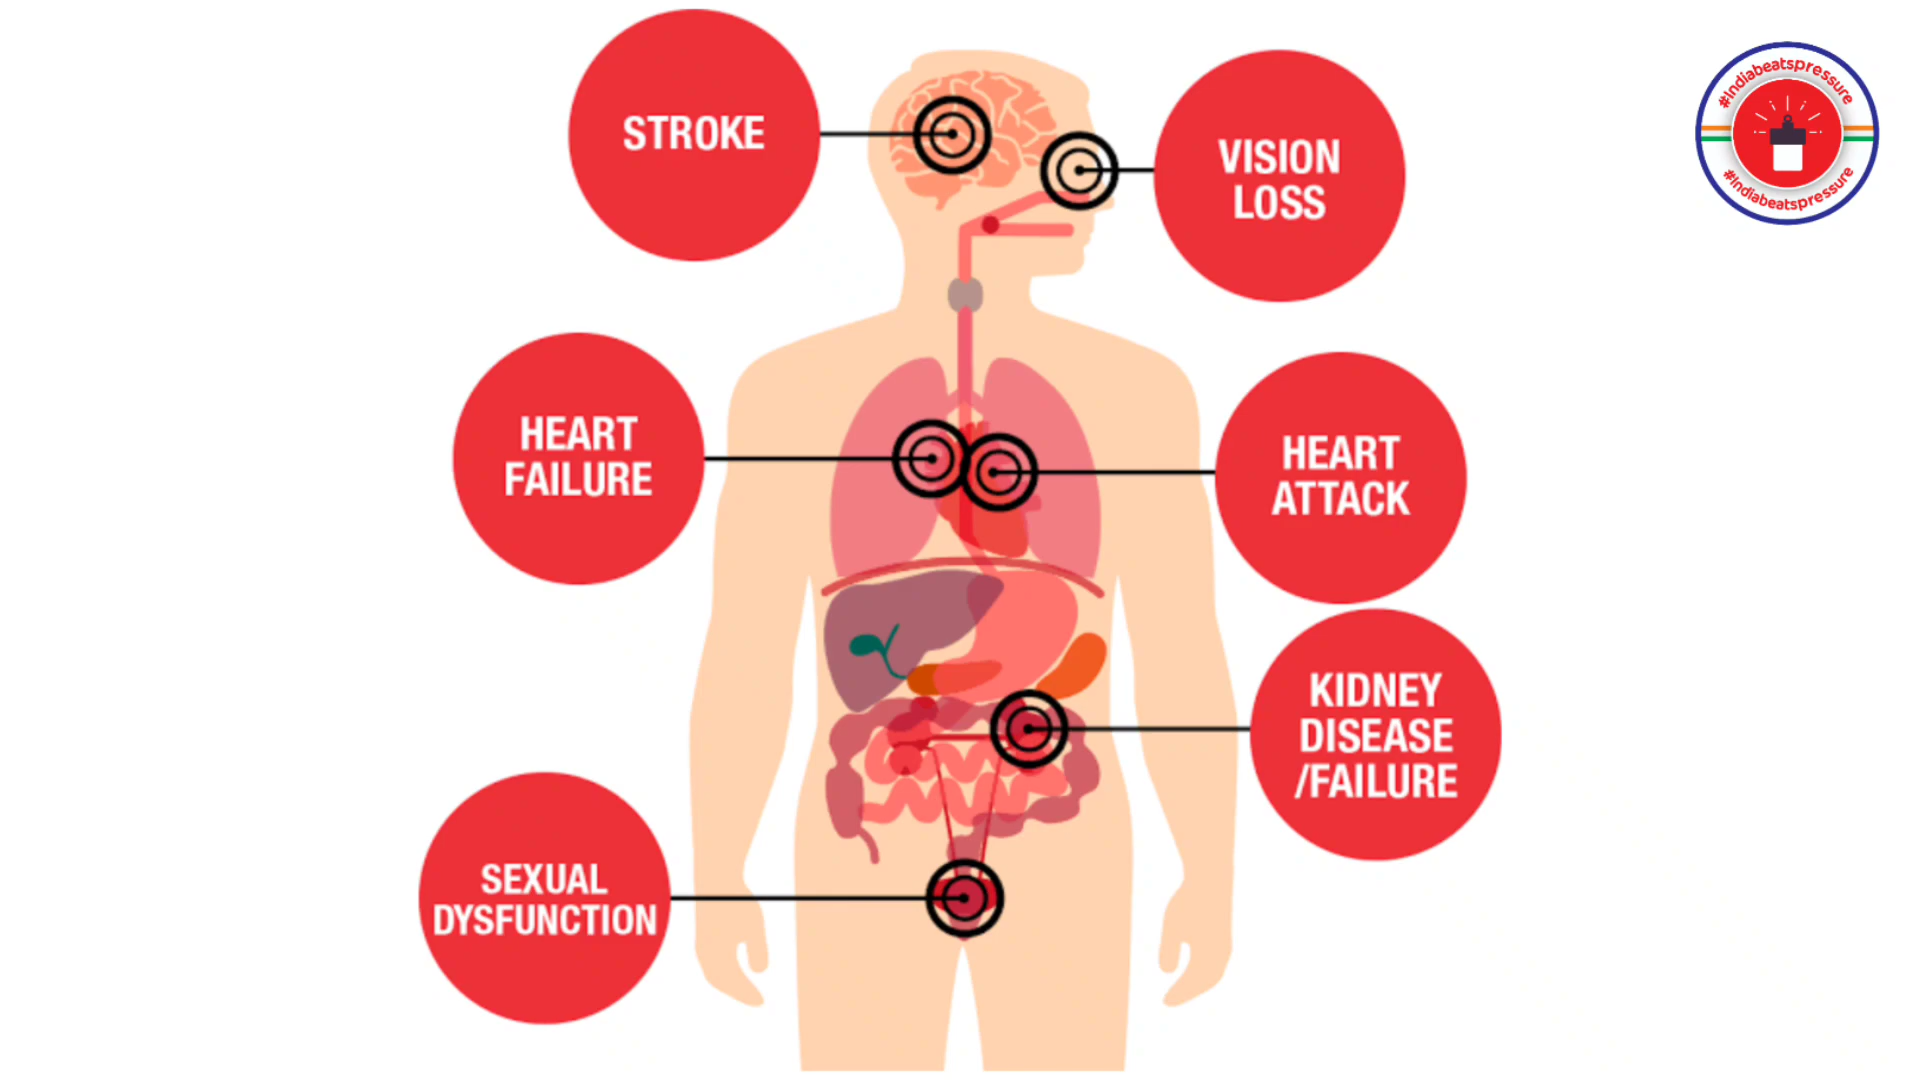 STROKE
VISION
LOSS
#Indiabeatspressure
#Indiabeatspressure
HEART
FAILURE
HEART
ATTACK
KIDNEY
DISEASE
/FAILURE
SEXUAL
DYSFUNCTION